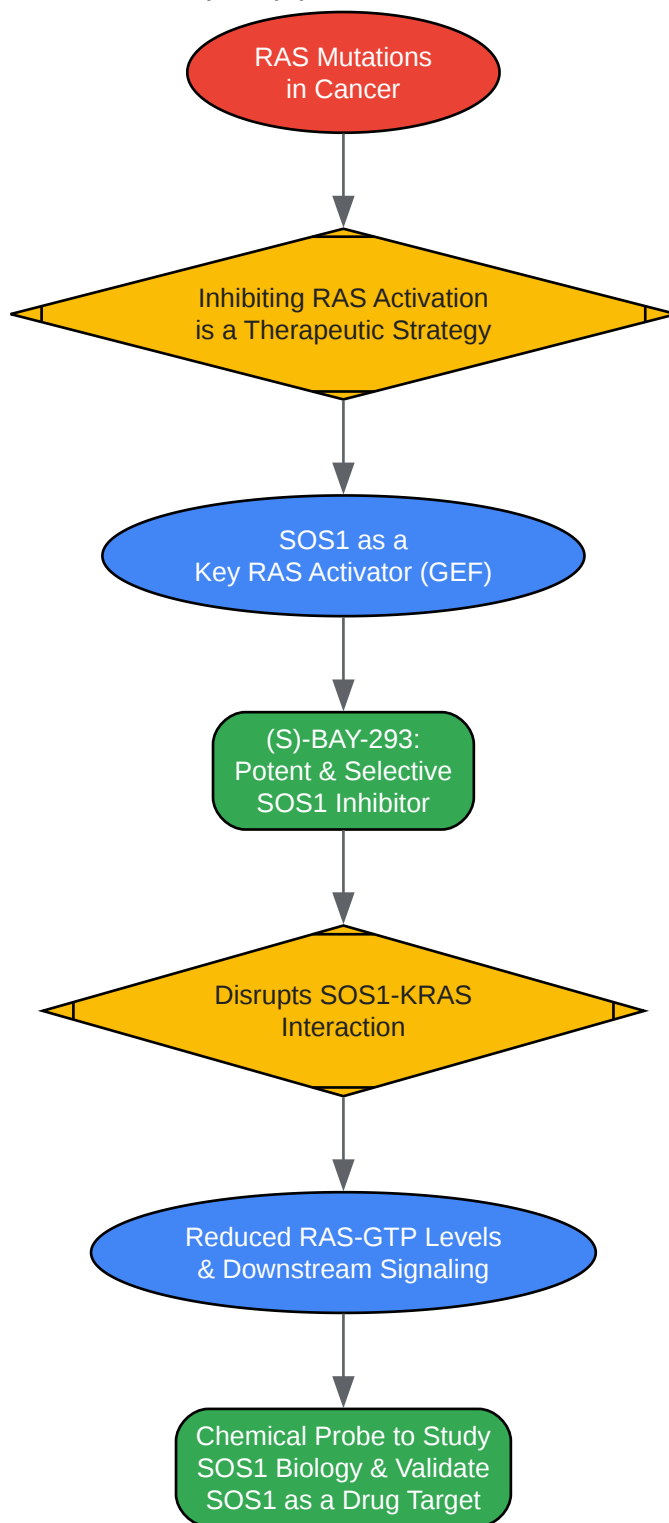 RAS Mutations
in Cancer
Inhibiting RAS Activation
is a Therapeutic Strategy
SOS1 as a
Key RAS Activator (GEF)
(S)-BAY-293:
Potent & Selective
SOS1 Inhibitor
Disrupts SOS1-KRAS
Interaction
Reduced RAS-GTP Levels
& Downstream Signaling
Chemical Probe to Study
SOS1 Biology & Validate
SOS1 as a Drug Target